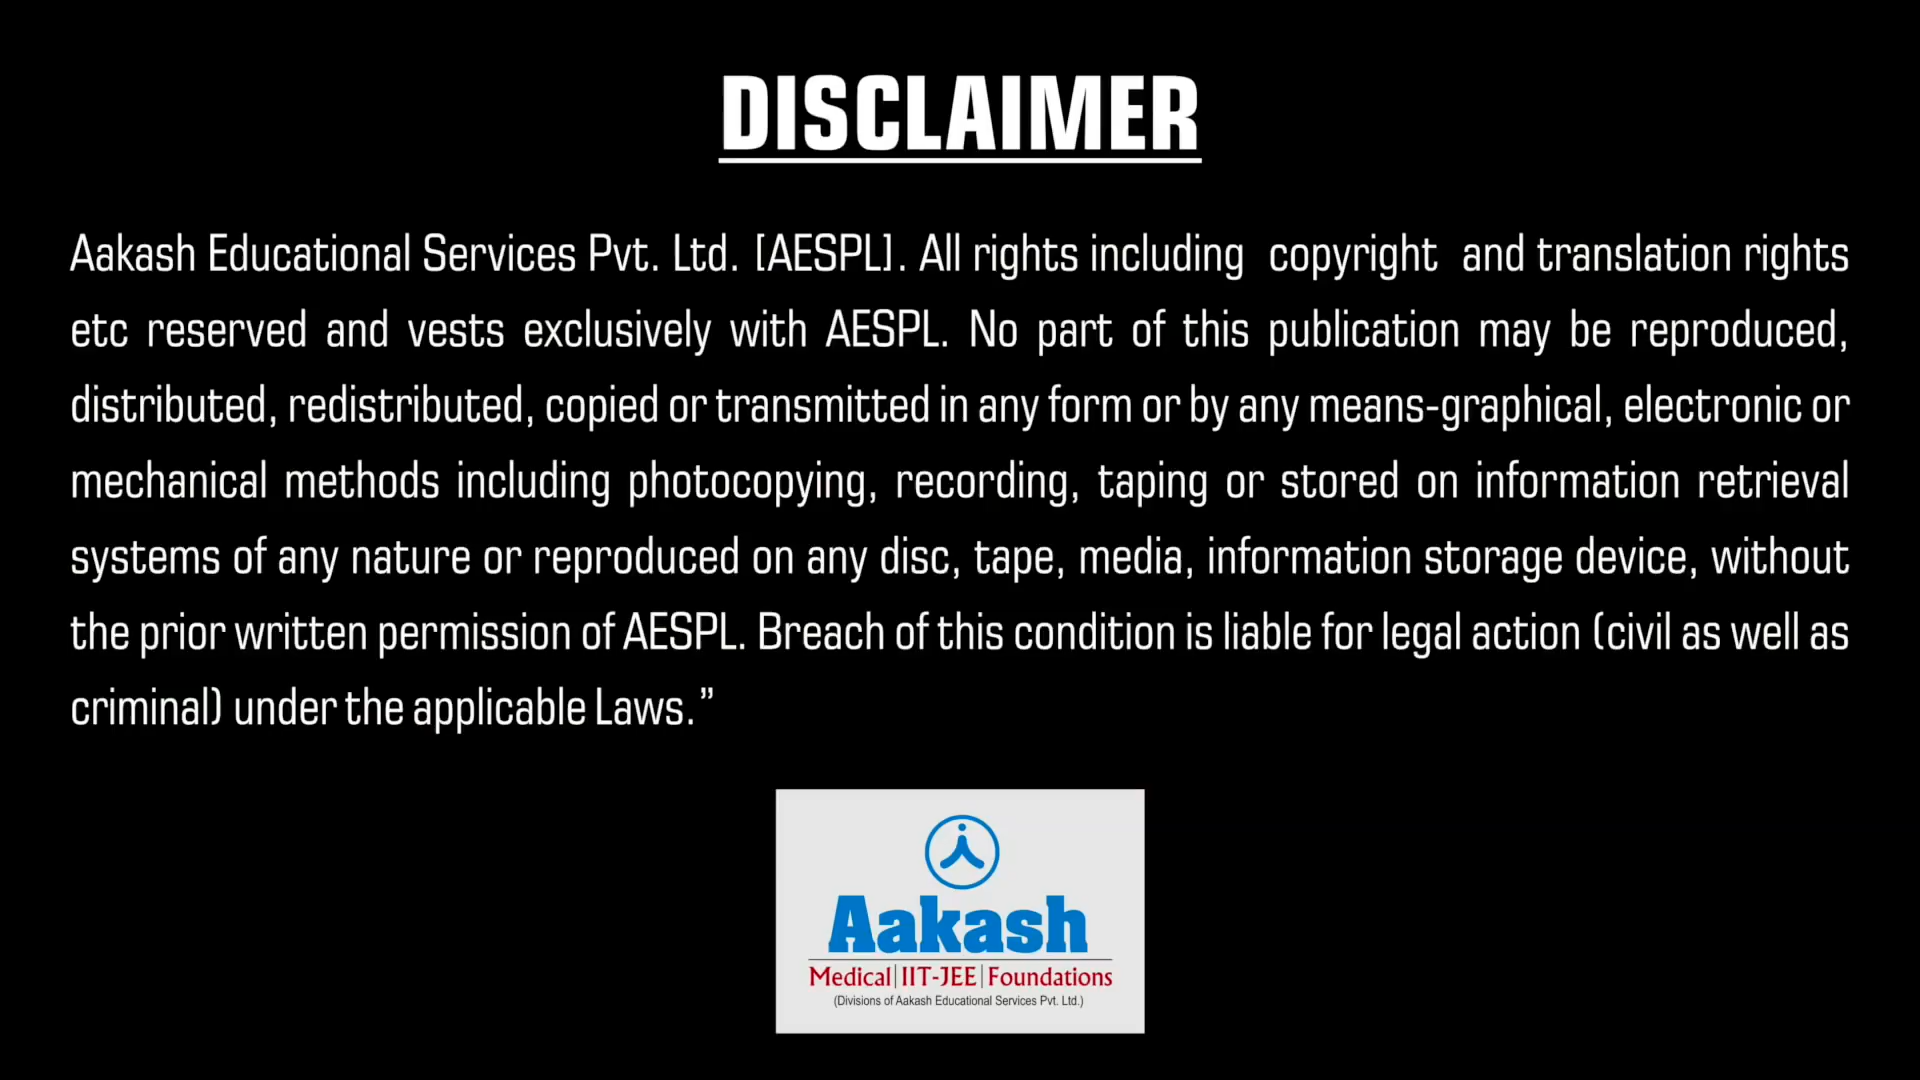 DISCLAIMER
Aakash Educational Services Pvt. Ltd. [AESPL]. All rights including copyright and translation rights
etc reserved and vests exclusively with AESPL. No part of this publication may be reproduced,
distributed, redistributed, copied or transmitted in any form or by any means-graphical, electronic or
mechanical methods including photocopying, recording, taping or stored on information retrieval
systems of any nature or reproduced on any disc, tape, media, information storage device, without
the prior written permission of AESPL. Breach of this condition is liable for legal action (civil as well as
criminal) under the applicable Laws.”
Aakash
Medical|IIT-JEE|Foundations
(Divisions of Aakash Educational Services Pvt. Ltd.)